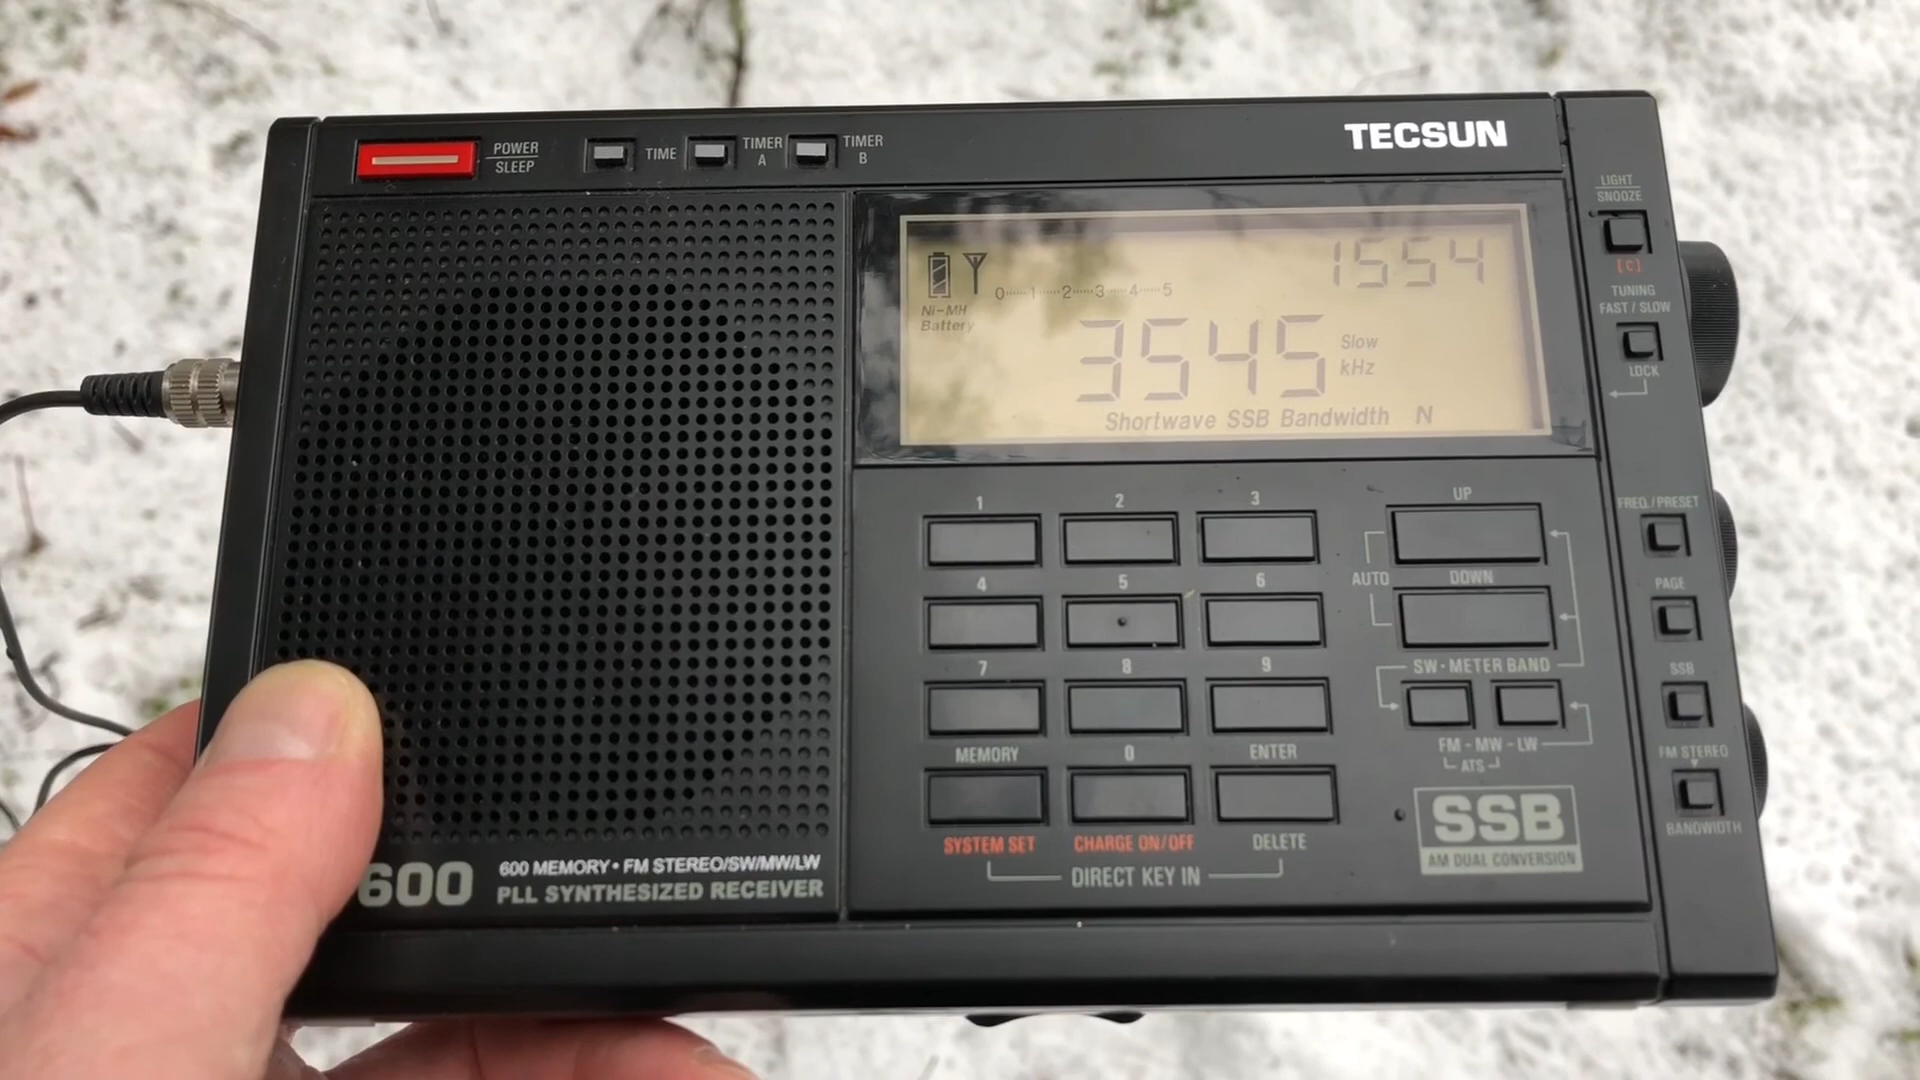 POWER
SLEEP
TIME
TIMER
A
TIMER
B
TECSUN
LIGHT
SNOOZE
[C]
TUNING
FAST / SLOW
LOCK
1554
0 1 2 3 4 5
Ni-MH
Battery
3545
Slow
kHz
Shortwave SSB Bandwidth N
1 2 3
UP
FREQ. / PRESET
4 5 6
AUTO
DOWN
PAGE
7 8 9
SW · METER BAND
SSB
MEMORY 0 ENTER
FM - MW - LW
ATS
FM STEREO
SYSTEM SET CHARGE ON/OFF DELETE
DIRECT KEY IN
SSB
AM DUAL CONVERSION
BANDWIDTH
600
600 MEMORY • FM STEREO/SW/MW/LW
PLL SYNTHESIZED RECEIVER